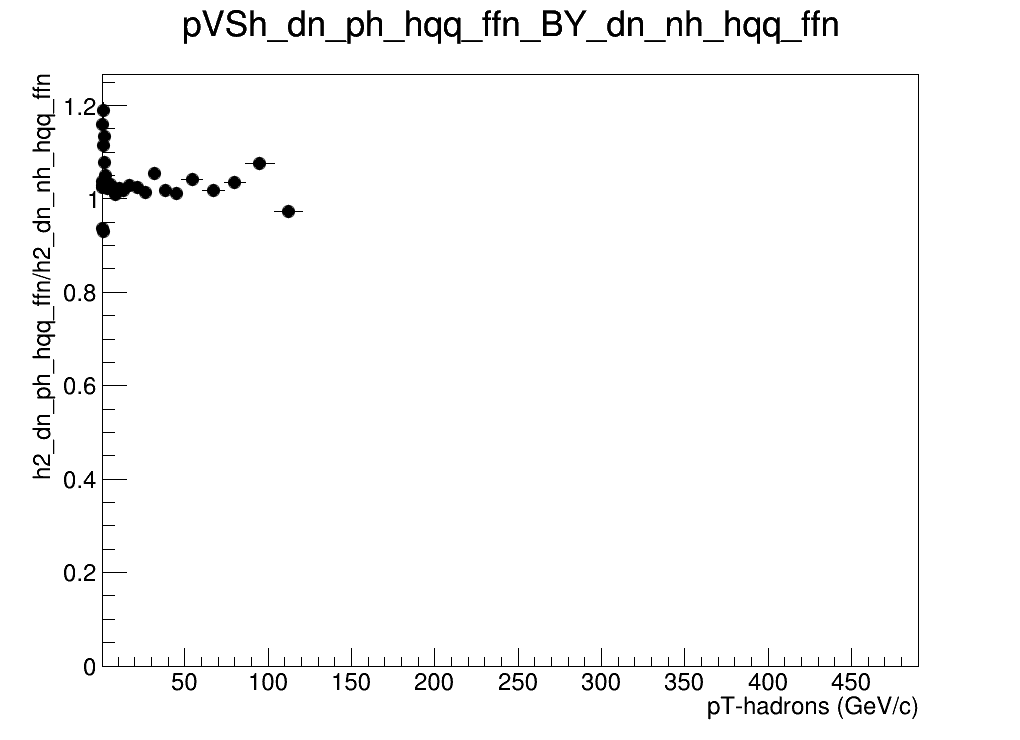 pVSh_dn_ph_hqq_ffn_BY_dn_nh_hqq_ffn
h2_dn_ph_hqq_ffn/h2_dn_nh_hqq_ffn
1.2
1
0.8
0.6
0.4
0.2
0
50 100 150 200 250 300 350 400 450
pT-hadrons (GeV/c)